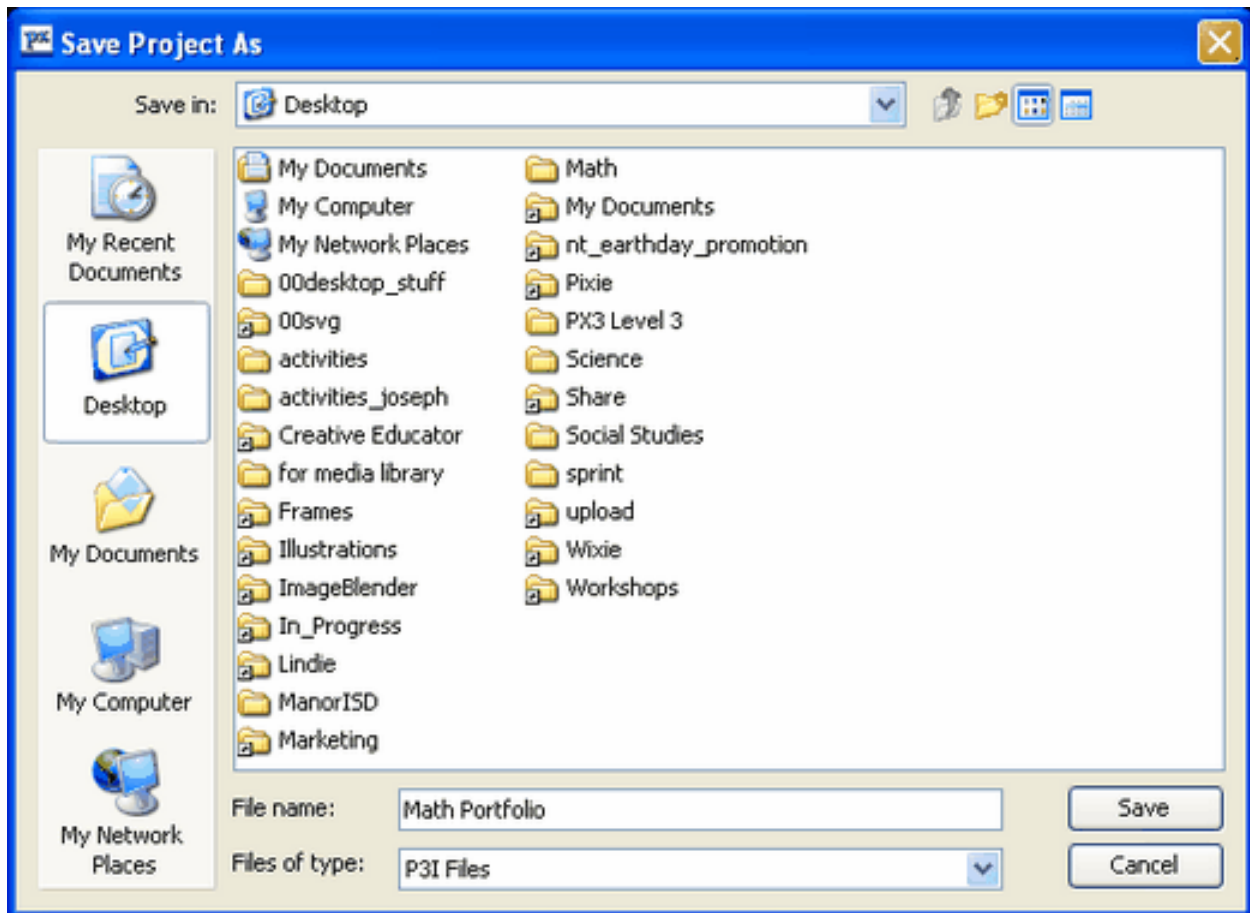 Save Project As
Save in:
Desktop
My Recent
Documents
Desktop
My Documents
My Computer
My Network
Places
My Documents
My Computer
My Network Places
00desktop_stuff
00svg
activities
activities_joseph
Creative Educator
for media library
Frames
Illustrations
ImageBlender
In_Progress
Lindie
ManorISD
Marketing
Math
My Documents
nt_earthday_promotion
Pixie
PX3 Level 3
Science
Share
Social Studies
sprint
upload
Wixie
Workshops
File name:
Math Portfolio
Save
Files of type:
P3I Files
Cancel